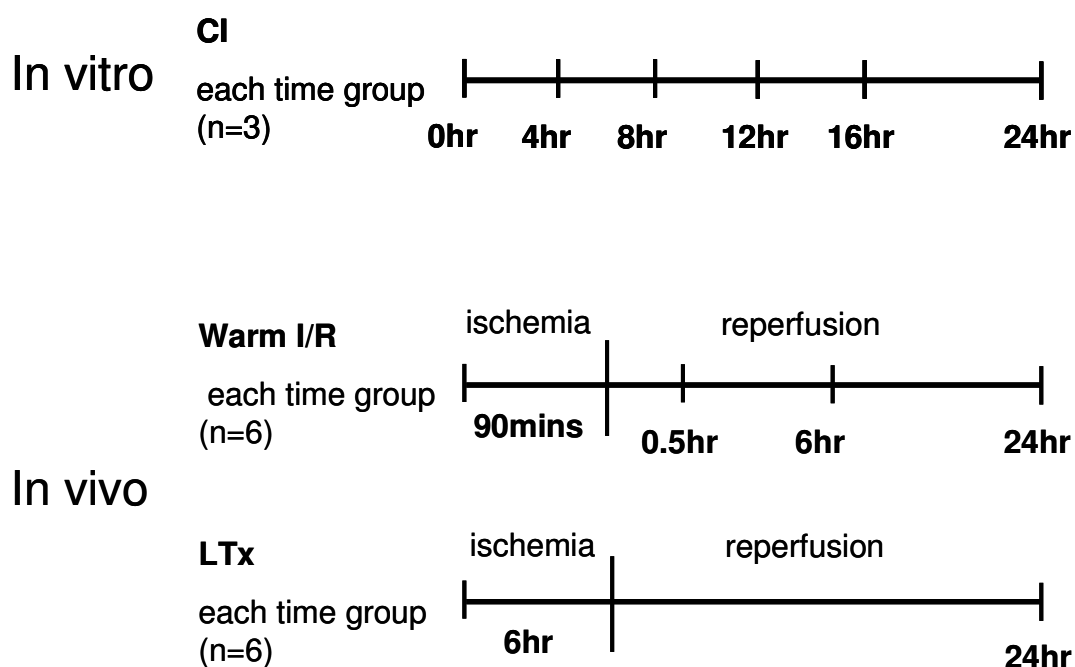 CI
In vitro
each time group
(n=3)
0hr 4hr 8hr 12hr 16hr 24hr
ischemia reperfusion
Warm I/R
each time group
(n=6)
90mins 0.5hr 6hr 24hr
In vivo
ischemia reperfusion
LTx
each time group
(n=6)
6hr 24hr